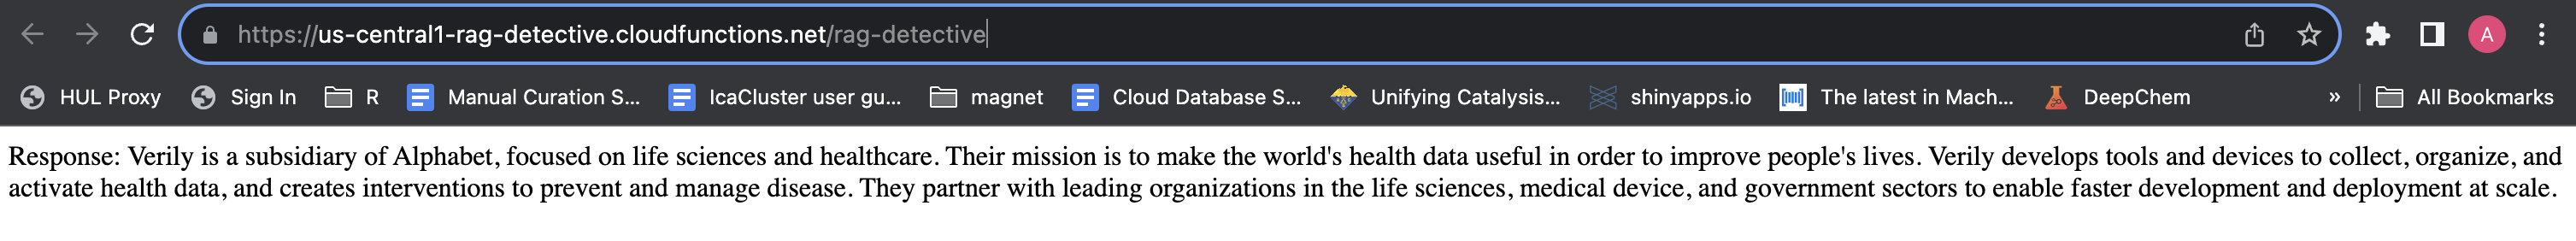 https://us-central1-rag-detective.cloudfunctions.net/rag-detective
A
HUL Proxy Sign In R Manual Curation S... IcaCluster user gu... magnet Cloud Database S... Unifying Catalysis... shinyapps.io The latest in Mach... DeepChem » All Bookmarks
Response: Verily is a subsidiary of Alphabet, focused on life sciences and healthcare. Their mission is to make the world's health data useful in order to improve people's lives. Verily develops tools and devices to collect, organize, and
activate health data, and creates interventions to prevent and manage disease. They partner with leading organizations in the life sciences, medical device, and government sectors to enable faster development and deployment at scale.